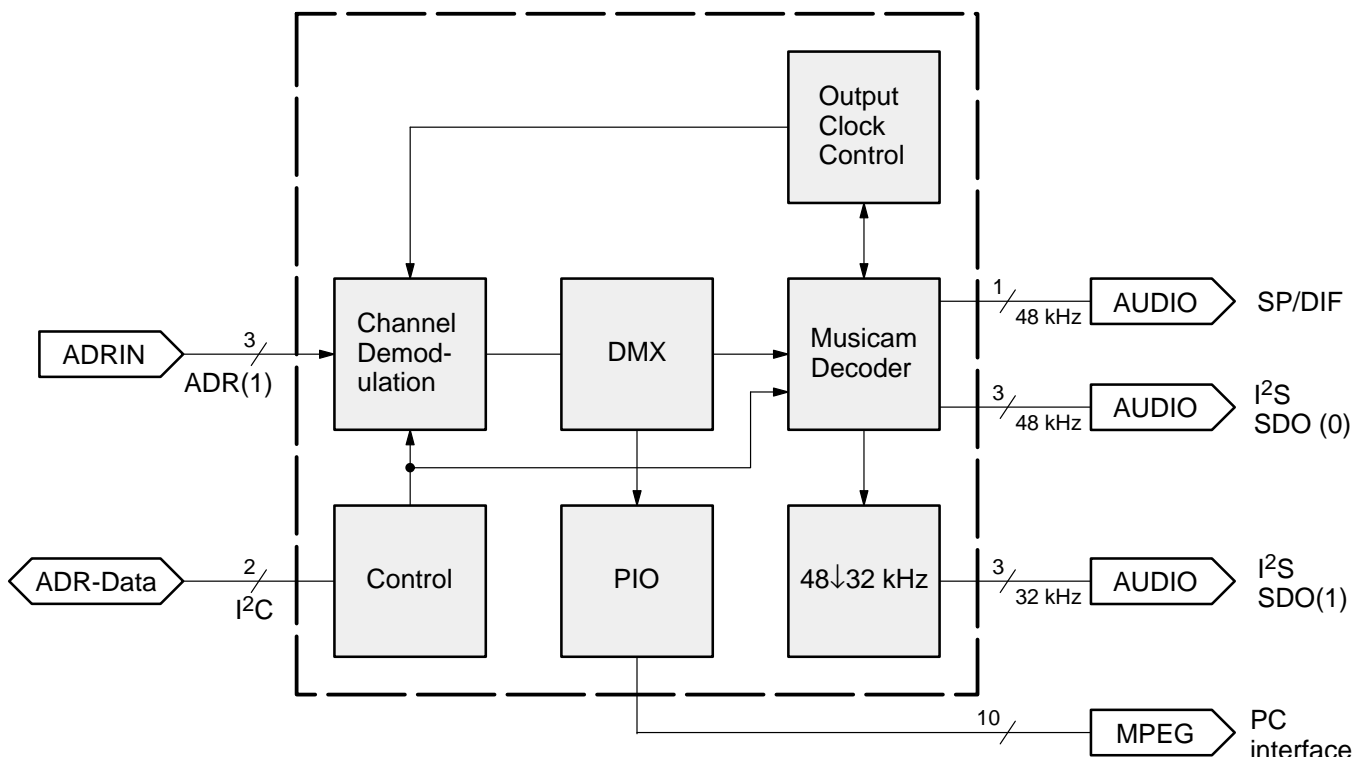 Output
Clock
Control
Channel
Demod-
ulation
DMX
Musicam
Decoder
1
48 kHz
AUDIO
SP/DIF
ADRIN
3
ADR(1)
3
48 kHz
AUDIO
I²S
SDO (0)
ADR-Data
2
I²C
Control
PIO
48↓32 kHz
3
32 kHz
AUDIO
I²S
SDO(1)
10
MPEG
PC
interface